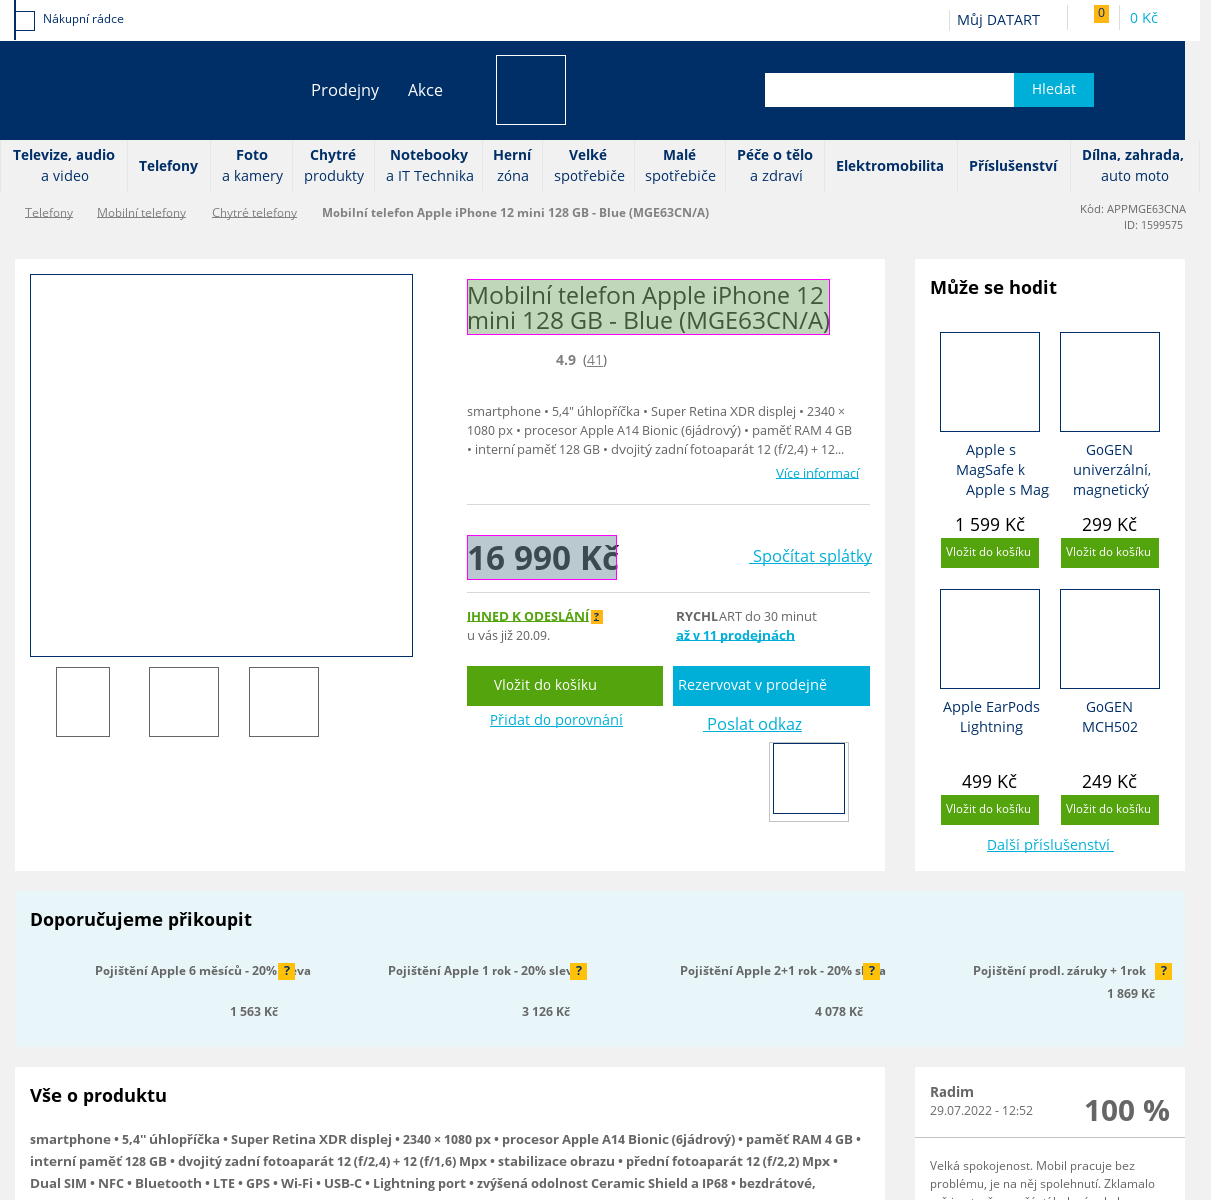 Nákupní rádce
Můj DATART
0
0 Kč
Prodejny
Akce
Hledat
Televize, audio
a video
Telefony
Foto
a kamery
Chytré
produkty
Notebooky
a IT Technika
Herní
zóna
Velké
spotřebiče
Malé
spotřebiče
Péče o tělo
a zdraví
Elektromobilita
Příslušenství
Dílna, zahrada,
auto moto
Telefony
Mobilní telefony
Chytré telefony
Mobilní telefon Apple iPhone 12 mini 128 GB - Blue (MGE63CN/A)
Kód: APPMGE63CNA
ID: 1599575
Mobilní telefon Apple iPhone 12
mini 128 GB - Blue (MGE63CN/A)
4.9 (41)
smartphone • 5,4" úhlopříčka • Super Retina XDR displej • 2340 ×
1080 px • procesor Apple A14 Bionic (6jádrový) • paměť RAM 4 GB
• interní paměť 128 GB • dvojitý zadní fotoaparát 12 (f/2,4) + 12...
Více informací
16 990 Kč
Spočítat splátky
IHNED K ODESLÁNÍ ?
u vás již 20.09.
RYCHLART do 30 minut
až v 11 prodejnách
Vložit do košíku
Rezervovat v prodejně
Přidat do porovnání
Poslat odkaz
Může se hodit
Apple s
MagSafe k
Apple s Mag
1 599 Kč
Vložit do košíku
GoGEN
univerzální,
magnetický
299 Kč
Vložit do košíku
Apple EarPods
Lightning
499 Kč
Vložit do košíku
GoGEN
MCH502
249 Kč
Vložit do košíku
Další příslušenství
Doporučujeme přikoupit
Pojištění Apple 6 měsíců - 20% ?
1 563 Kč
Pojištění Apple 1 rok - 20% ?
3 126 Kč
Pojištění Apple 2+1 rok - 20% ?
4 078 Kč
Pojištění prodl. záruky + 1rok ?
1 869 Kč
Vše o produktu
smartphone • 5,4'' úhlopříčka • Super Retina XDR displej • 2340 × 1080 px • procesor Apple A14 Bionic (6jádrový) • paměť RAM 4 GB •
interní paměť 128 GB • dvojitý zadní fotoaparát 12 (f/2,4) + 12 (f/1,6) Mpx • stabilizace obrazu • přední fotoaparát 12 (f/2,2) Mpx •
Dual SIM • NFC • Bluetooth • LTE • GPS • Wi-Fi • USB-C • Lightning port • zvýšená odolnost Ceramic Shield a IP68 • bezdrátové,
Radim
29.07.2022 - 12:52
100 %
Velká spokojenost. Mobil pracuje bez
problému, je na něj spolehnutí. Zklamalo